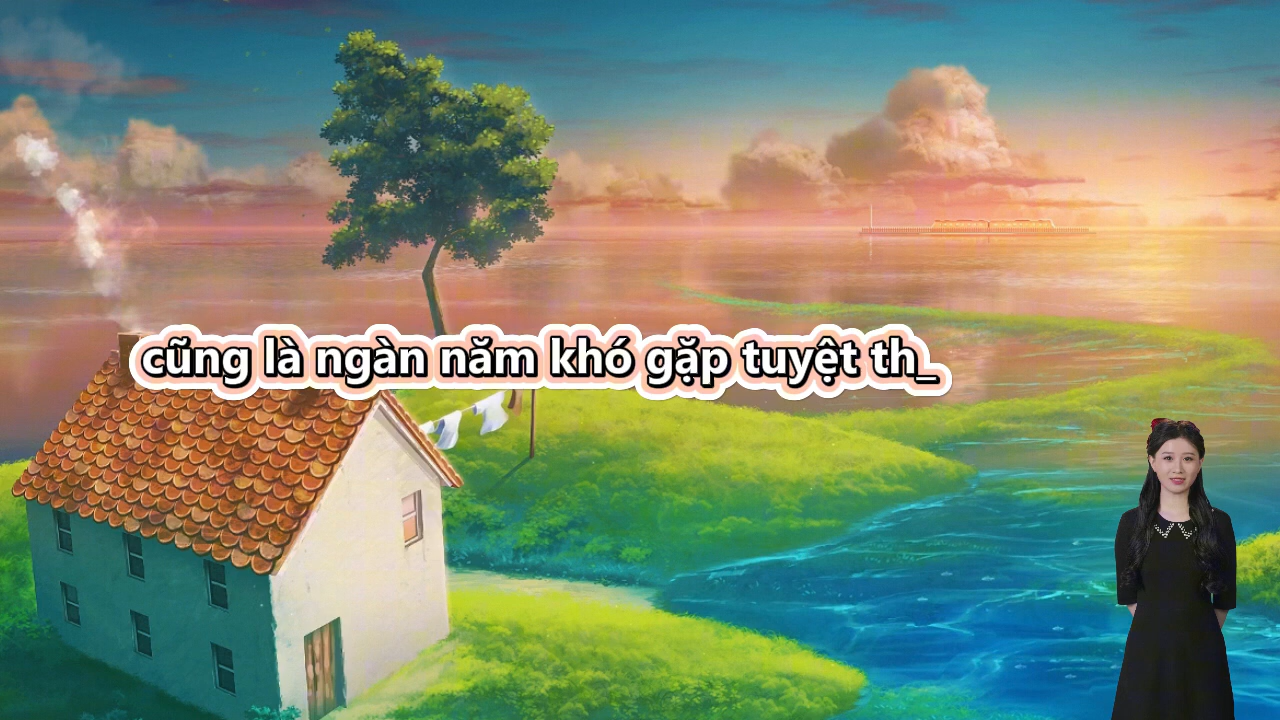 cũng là ngàn năm khó gặp tuyệt th_